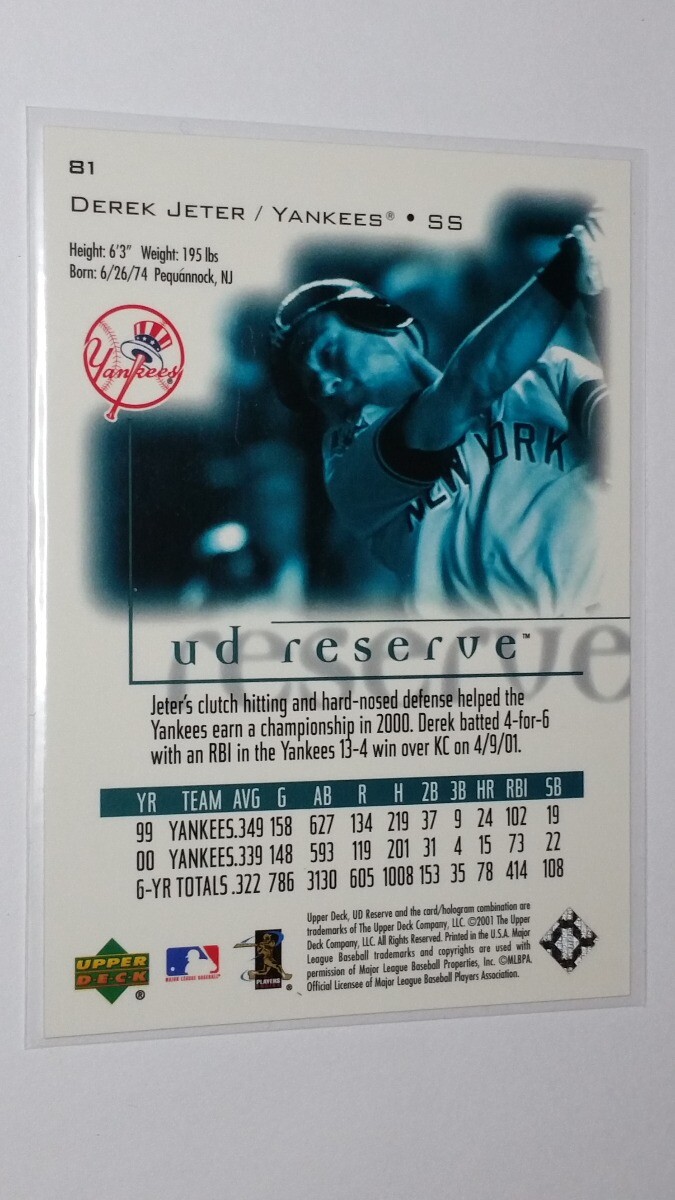 81
DEREK JETER / YANKEES® • SS
Height: 6'3" Weight: 195 lbs
Born: 6/26/74 Pequánnock, NJ
Yankees®
NEW YORK
reserve
ud reserve™
Jeter's clutch hitting and hard-nosed defense helped the
Yankees earn a championship in 2000. Derek batted 4-for-6
with an RBI in the Yankees 13-4 win over KC on 4/9/01.
YR TEAM AVG G AB R H 2B 3B HR RBI SB
99 YANKEES .349 158 627 134 219 37 9 24 102 19
00 YANKEES .339 148 593 119 201 31 4 15 73 22
6-YR TOTALS .322 786 3130 605 1008 153 35 78 414 108
Upper Deck, UD Reserve and the card/hologram combination are
trademarks of The Upper Deck Company, LLC. ©2001 The Upper
Deck Company, LLC. All Rights Reserved. Printed in the U.S.A. Major
League Baseball trademarks and copyrights are used with
permission of Major League Baseball Properties, Inc. ©MLBPA.
Official Licensee of Major League Baseball Players Association.
UPPER
DECK
®
MAJOR LEAGUE BASEBALL®
PLAYERS
®